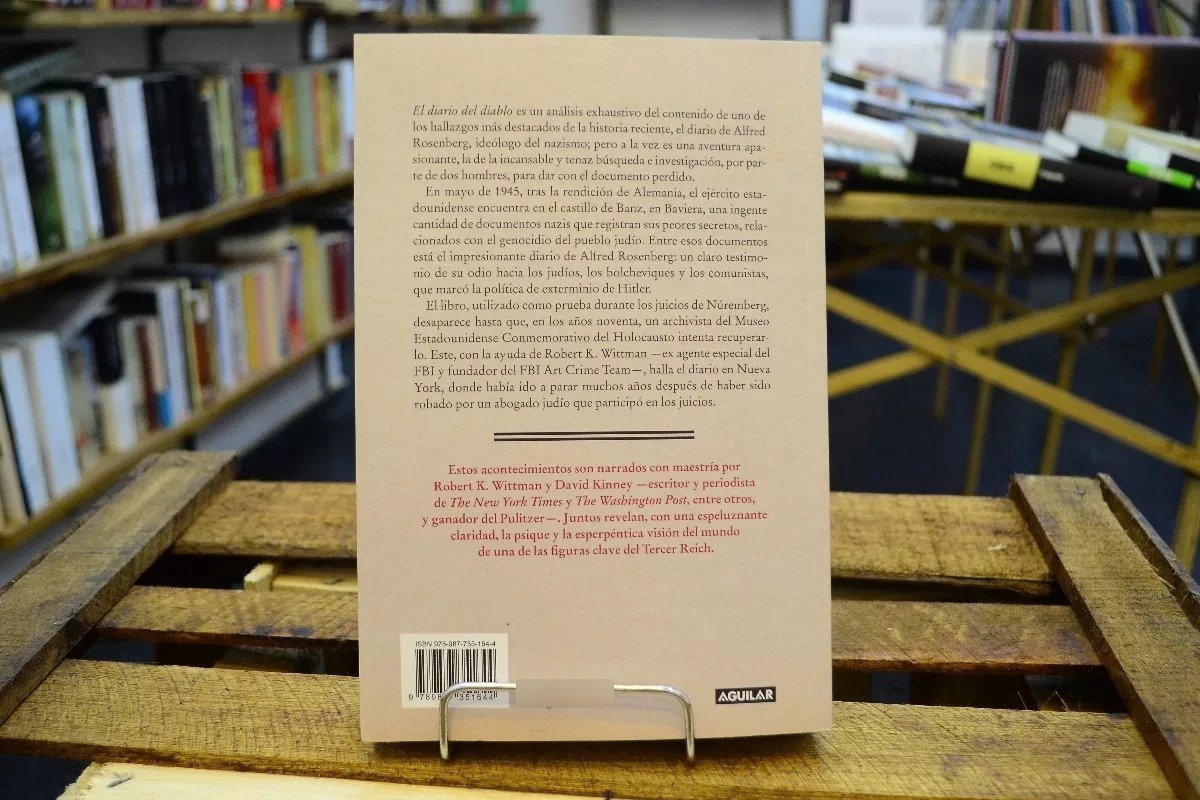 El diario del diablo es un análisis exhaustivo del contenido de uno de
los hallazgos más destacados de la historia reciente, el diario de Alfred
Rosenberg, ideólogo del nazismo; pero a la vez es una aventura apa-
sionante, la de la incansable y tenaz búsqueda e investigación, por par-
te de dos hombres, para dar con el documento perdido.
En mayo de 1945, tras la rendición de Alemania, el ejército esta-
dounidense encuentra en el castillo de Banz, en Baviera, una ingente
cantidad de documentos nazis que registran sus peores secretos, rela-
cionados con el genocidio del pueblo judío. Entre esos documentos
está el impresionante diario de Alfred Rosenberg: un claro testimo-
nio de su odio hacia los judíos, los bolcheviques y los comunistas,
que marcó la política de exterminio de Hitler.
El libro, utilizado como prueba durante los juicios de Núremberg,
desaparece hasta que, en los años noventa, un archivista del Museo
Estadounidense Conmemorativo del Holocausto intenta recuperar-
lo. Este, con la ayuda de Robert K. Wittman —ex agente especial del
FBI y fundador del FBI Art Crime Team—, halla el diario en Nueva
York, donde había ido a parar muchos años después de haber sido
robado por un abogado judío que participó en los juicios.
Estos acontecimientos son narrados con maestría por
Robert K. Wittman y David Kinney —escritor y periodista
de The New York Times y The Washington Post, entre otros,
y ganador del Pulitzer—. Juntos revelan, con una espeluznante
claridad, la psique y la esperpéntica visión del mundo
de una de las figuras clave del Tercer Reich.
ISBN 978-987-735-164-4
AGUILAR